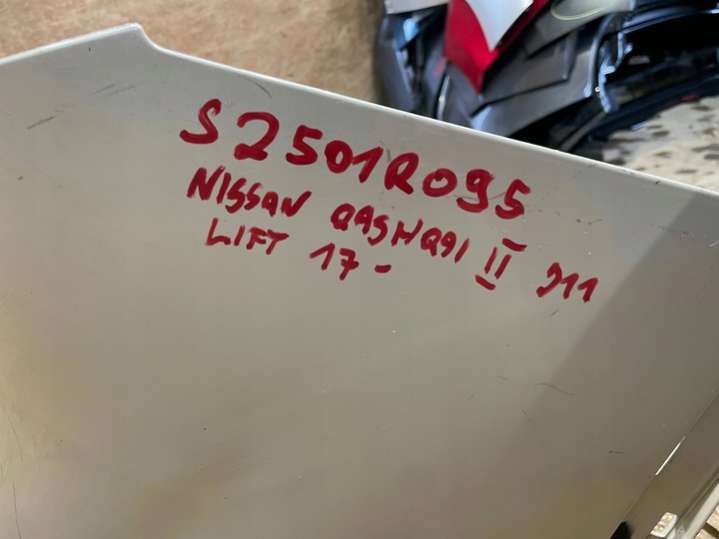 S2501R095
NISSAN QASHQAI II J11
LIFT 17-